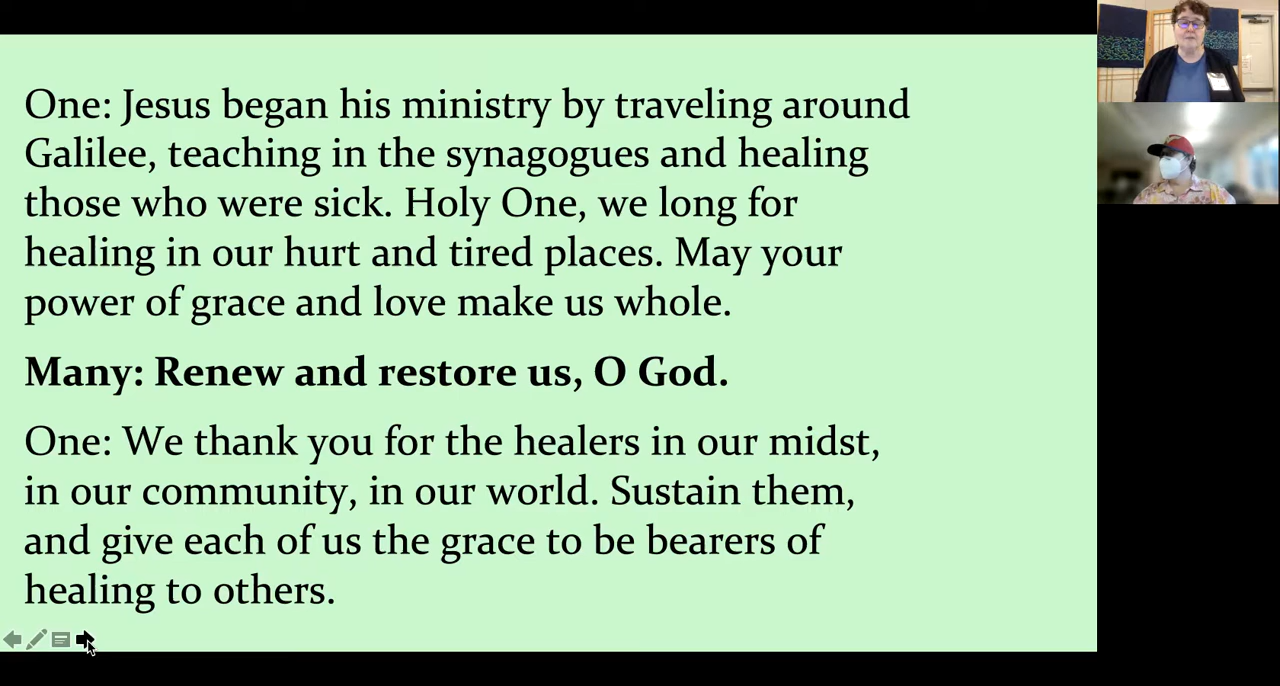 One: Jesus began his ministry by traveling around
Galilee, teaching in the synagogues and healing
those who were sick. Holy One, we long for
healing in our hurt and tired places. May your
power of grace and love make us whole.
Many: Renew and restore us, O God.
One: We thank you for the healers in our midst,
in our community, in our world. Sustain them,
and give each of us the grace to be bearers of
healing to others.